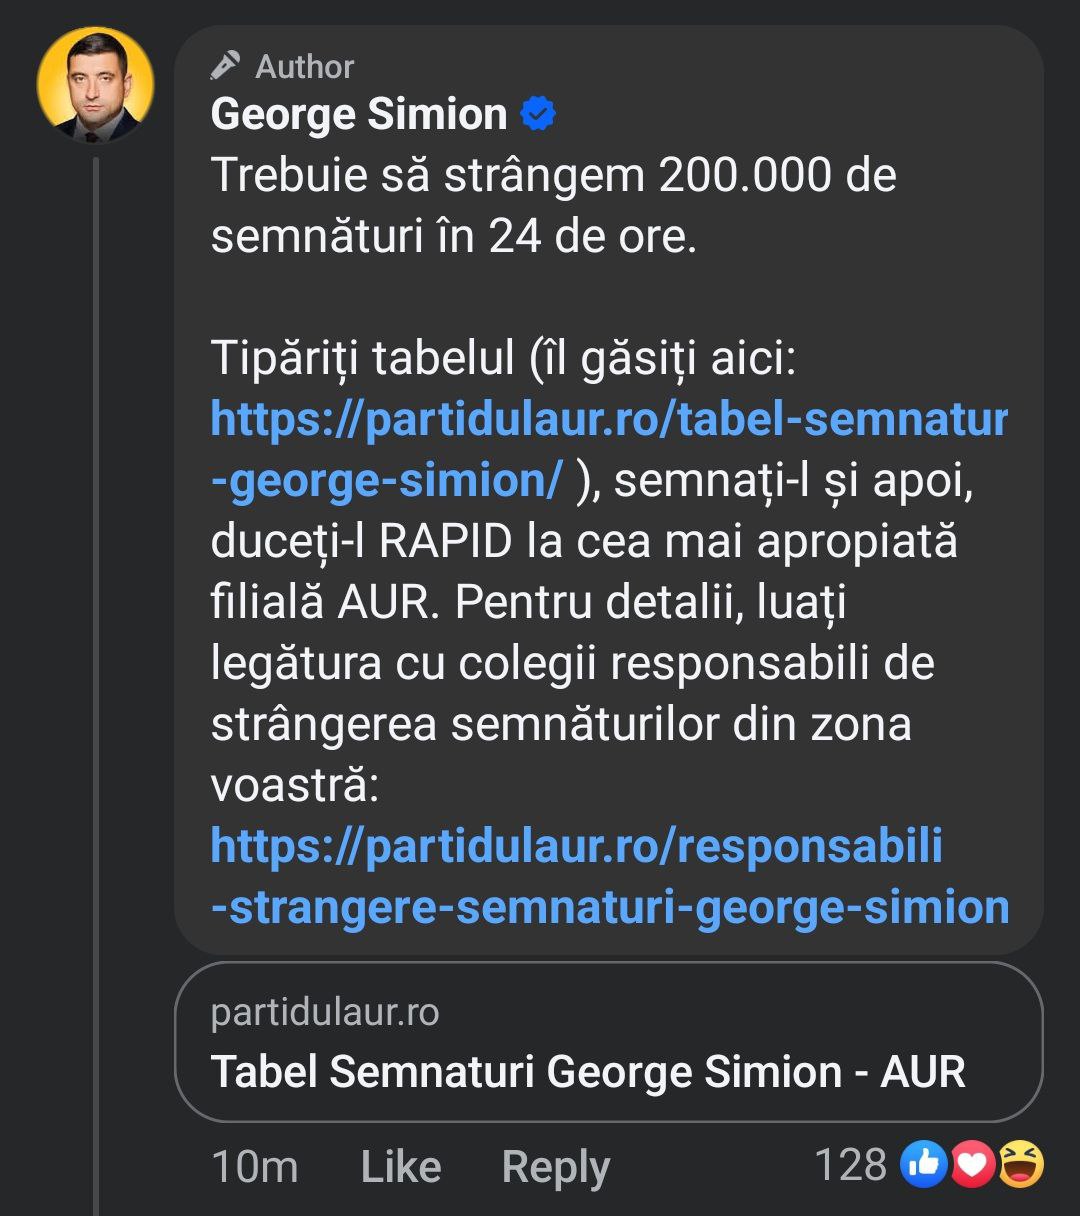 Author
George Simion
Trebuie să strângem 200.000 de
semnături în 24 de ore.
Tipăriți tabelul (îl găsiți aici:
https://partidulaur.ro/tabel-semnatur
-george-simion/ ), semnați-l și apoi,
duceți-l RAPID la cea mai apropiată
filială AUR. Pentru detalii, luați
legătura cu colegii responsabili de
strângerea semnăturilor din zona
voastră:
https://partidulaur.ro/responsabili
-strangere-semnaturi-george-simion
partidulaur.ro
Tabel Semnaturi George Simion - AUR
10m Like Reply 128